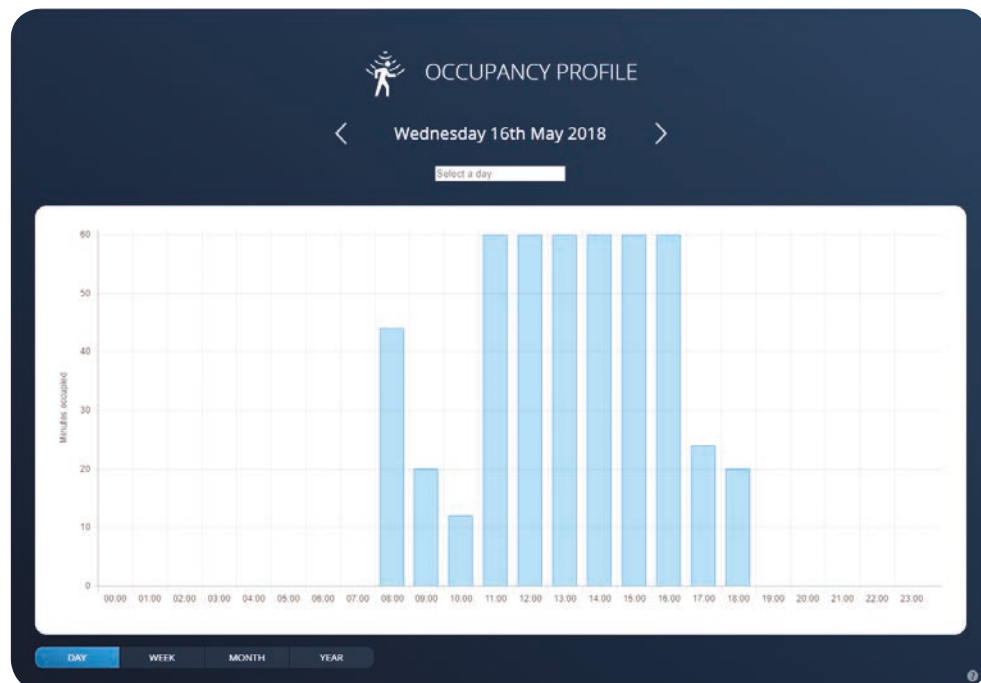 OCCUPANCY PROFILE
Wednesday 16th May 2018
Select a day
60
50
40
30
20
10
0
Minutes occupied
00:00 01:00 02:00 03:00 04:00 05:00 06:00 07:00 08:00 09:00 10:00 11:00 12:00 13:00 14:00 15:00 16:00 17:00 18:00 19:00 20:00 21:00 22:00 23:00
DAY WEEK MONTH YEAR
?